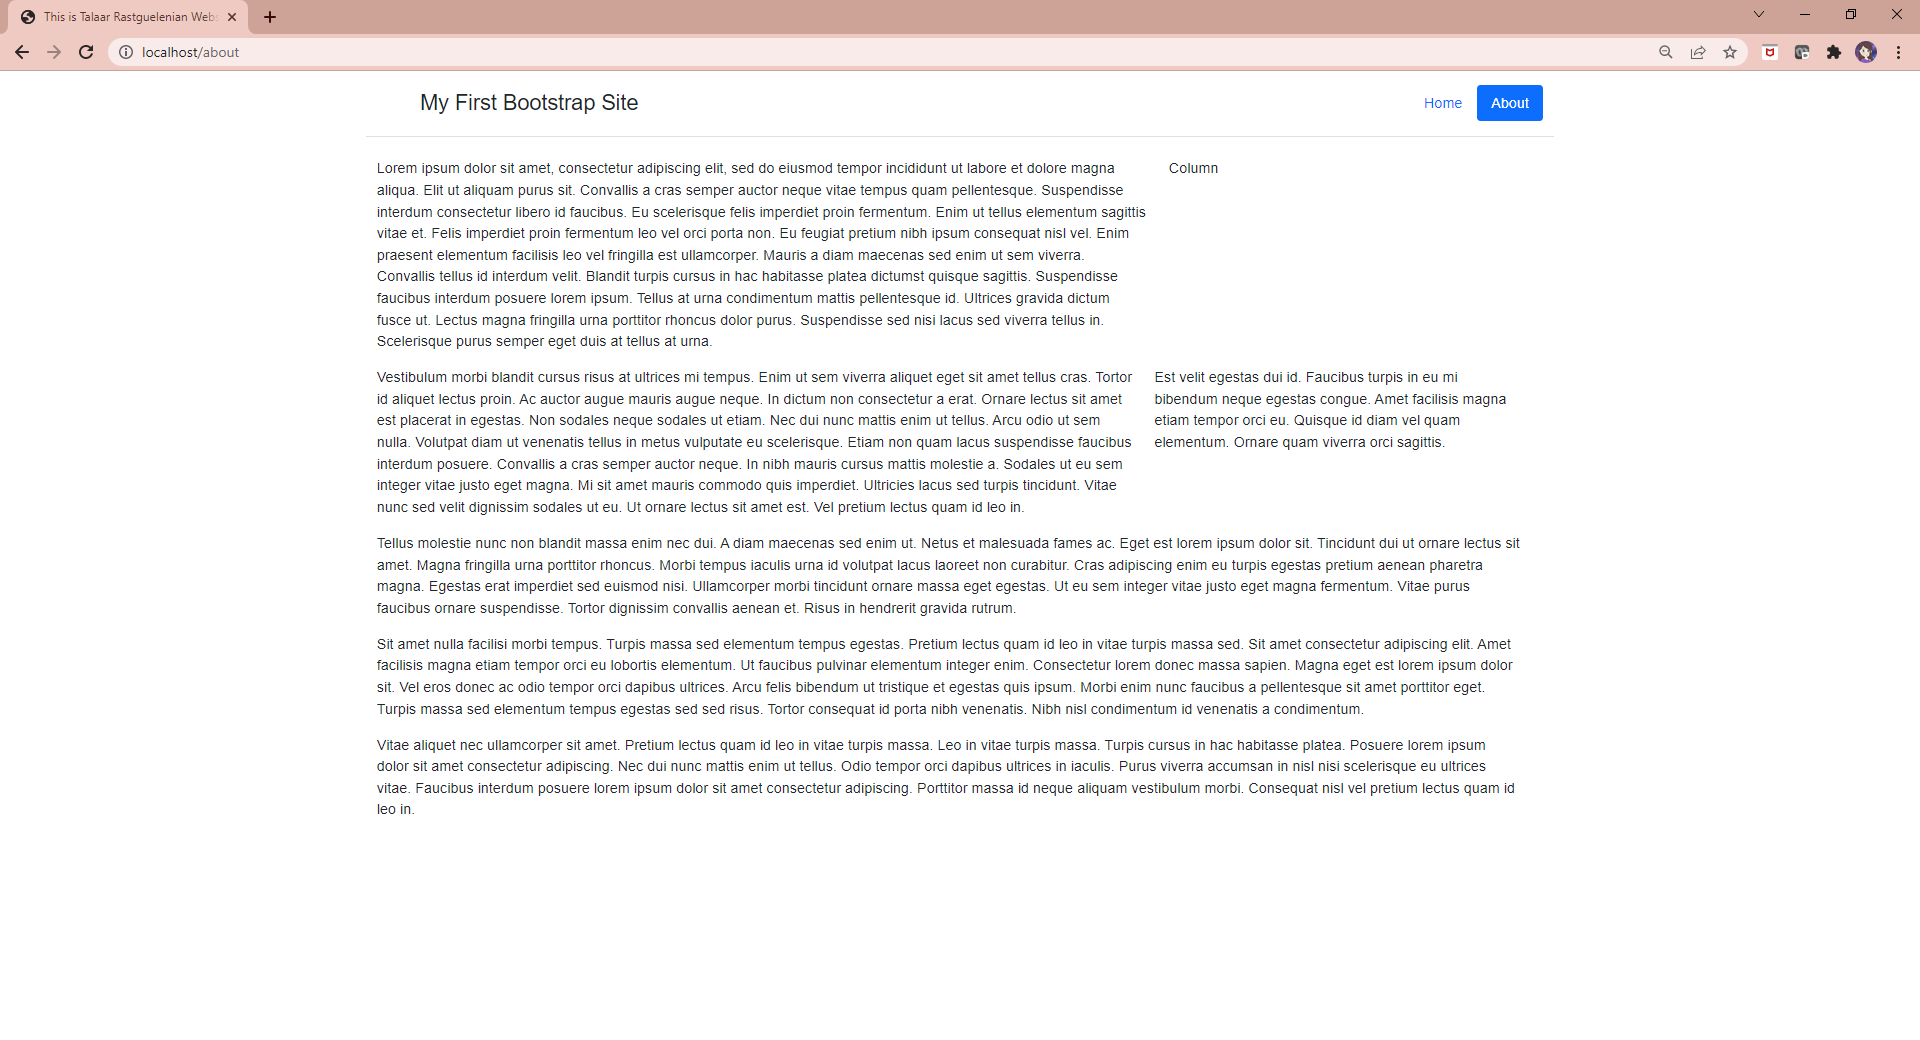 This is Talaar Rastguelenian Web
localhost/about
My First Bootstrap Site
Home
About
Lorem ipsum dolor sit amet, consectetur adipiscing elit, sed do eiusmod tempor incididunt ut labore et dolore magna
aliqua. Elit ut aliquam purus sit. Convallis a cras semper auctor neque vitae tempus quam pellentesque. Suspendisse
interdum consectetur libero id faucibus. Eu scelerisque felis imperdiet proin fermentum. Enim ut tellus elementum sagittis
vitae et. Felis imperdiet proin fermentum leo vel orci porta non. Eu feugiat pretium nibh ipsum consequat nisl vel. Enim
praesent elementum facilisis leo vel fringilla est ullamcorper. Mauris a diam maecenas sed enim ut sem viverra.
Convallis tellus id interdum velit. Blandit turpis cursus in hac habitasse platea dictumst quisque sagittis. Suspendisse
faucibus interdum posuere lorem ipsum. Tellus at urna condimentum mattis pellentesque id. Ultrices gravida dictum
fusce ut. Lectus magna fringilla urna porttitor rhoncus dolor purus. Suspendisse sed nisi lacus sed viverra tellus in.
Scelerisque purus semper eget duis at tellus at urna.
Column
Vestibulum morbi blandit cursus risus at ultrices mi tempus. Enim ut sem viverra aliquet eget sit amet tellus cras. Tortor
id aliquet lectus proin. Ac auctor augue mauris augue neque. In dictum non consectetur a erat. Ornare lectus sit amet
est placerat in egestas. Non sodales neque sodales ut etiam. Nec dui nunc mattis enim ut tellus. Arcu odio ut sem
nulla. Volutpat diam ut venenatis tellus in metus vulputate eu scelerisque. Etiam non quam lacus suspendisse faucibus
interdum posuere. Convallis a cras semper auctor neque. In nibh mauris cursus mattis molestie a. Sodales ut eu sem
integer vitae justo eget magna. Mi sit amet mauris commodo quis imperdiet. Ultricies lacus sed turpis tincidunt. Vitae
nunc sed velit dignissim sodales ut eu. Ut ornare lectus sit amet est. Vel pretium lectus quam id leo in.
Est velit egestas dui id. Faucibus turpis in eu mi
bibendum neque egestas congue. Amet facilisis magna
etiam tempor orci eu. Quisque id diam vel quam
elementum. Ornare quam viverra orci sagittis.
Tellus molestie nunc non blandit massa enim nec dui. A diam maecenas sed enim ut. Netus et malesuada fames ac. Eget est lorem ipsum dolor sit. Tincidunt dui ut ornare lectus sit
amet. Magna fringilla urna porttitor rhoncus. Morbi tempus iaculis urna id volutpat lacus laoreet non curabitur. Cras adipiscing enim eu turpis egestas pretium aenean pharetra
magna. Egestas erat imperdiet sed euismod nisi. Ullamcorper morbi tincidunt ornare massa eget egestas. Ut eu sem integer vitae justo eget magna fermentum. Vitae purus
faucibus ornare suspendisse. Tortor dignissim convallis aenean et. Risus in hendrerit gravida rutrum.
Sit amet nulla facilisi morbi tempus. Turpis massa sed elementum tempus egestas. Pretium lectus quam id leo in vitae turpis massa sed. Sit amet consectetur adipiscing elit. Amet
facilisis magna etiam tempor orci eu lobortis elementum. Ut faucibus pulvinar elementum integer enim. Consectetur lorem donec massa sapien. Magna eget est lorem ipsum dolor
sit. Vel eros donec ac odio tempor orci dapibus ultrices. Arcu felis bibendum ut tristique et egestas quis ipsum. Morbi enim nunc faucibus a pellentesque sit amet porttitor eget.
Turpis massa sed elementum tempus egestas sed sed risus. Tortor consequat id porta nibh venenatis. Nibh nisl condimentum id venenatis a condimentum.
Vitae aliquet nec ullamcorper sit amet. Pretium lectus quam id leo in vitae turpis massa. Leo in vitae turpis massa. Turpis cursus in hac habitasse platea. Posuere lorem ipsum
dolor sit amet consectetur adipiscing. Nec dui nunc mattis enim ut tellus. Odio tempor orci dapibus ultrices in iaculis. Purus viverra accumsan in nisl nisi scelerisque eu ultrices
vitae. Faucibus interdum posuere lorem ipsum dolor sit amet consectetur adipiscing. Porttitor massa id neque aliquam vestibulum morbi. Consequat nisl vel pretium lectus quam id
leo in.